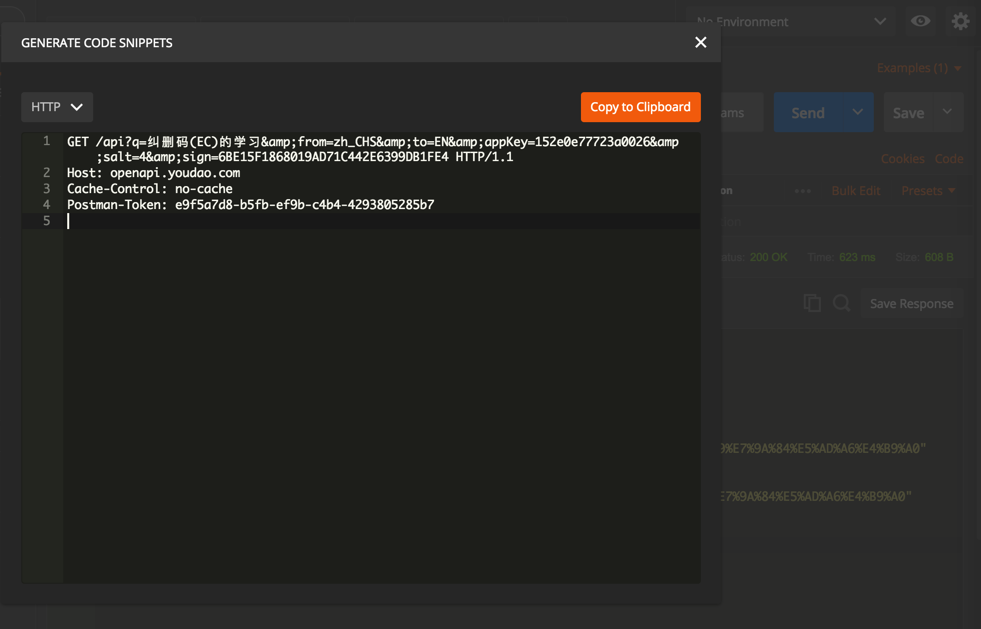 No Environment
GENERATE CODE SNIPPETS
Examples (1)
HTTP
Copy to Clipboard
Send
Save
1 GET /api?q=纠删码(EC)的学习&amp;from=zh_CHS&amp;to=EN&amp;appKey=152e0e77723a0026&amp
;salt=4&amp;sign=6BE15F1868019AD71C442E6399DB1FE4 HTTP/1.1
Cookies Code
2 Host: openapi.youdao.com
3 Cache-Control: no-cache
Bulk Edit Presets
4 Postman-Token: e9f5a7d8-b5fb-ef9b-c4b4-4293805285b7
5
200 OK Time: 623 ms Size: 608 B
Save Response
%E7%9A%84%E5%AD%A6%E4%B9%A0"
E7%9A%84%E5%AD%A6%E4%B9%A0"